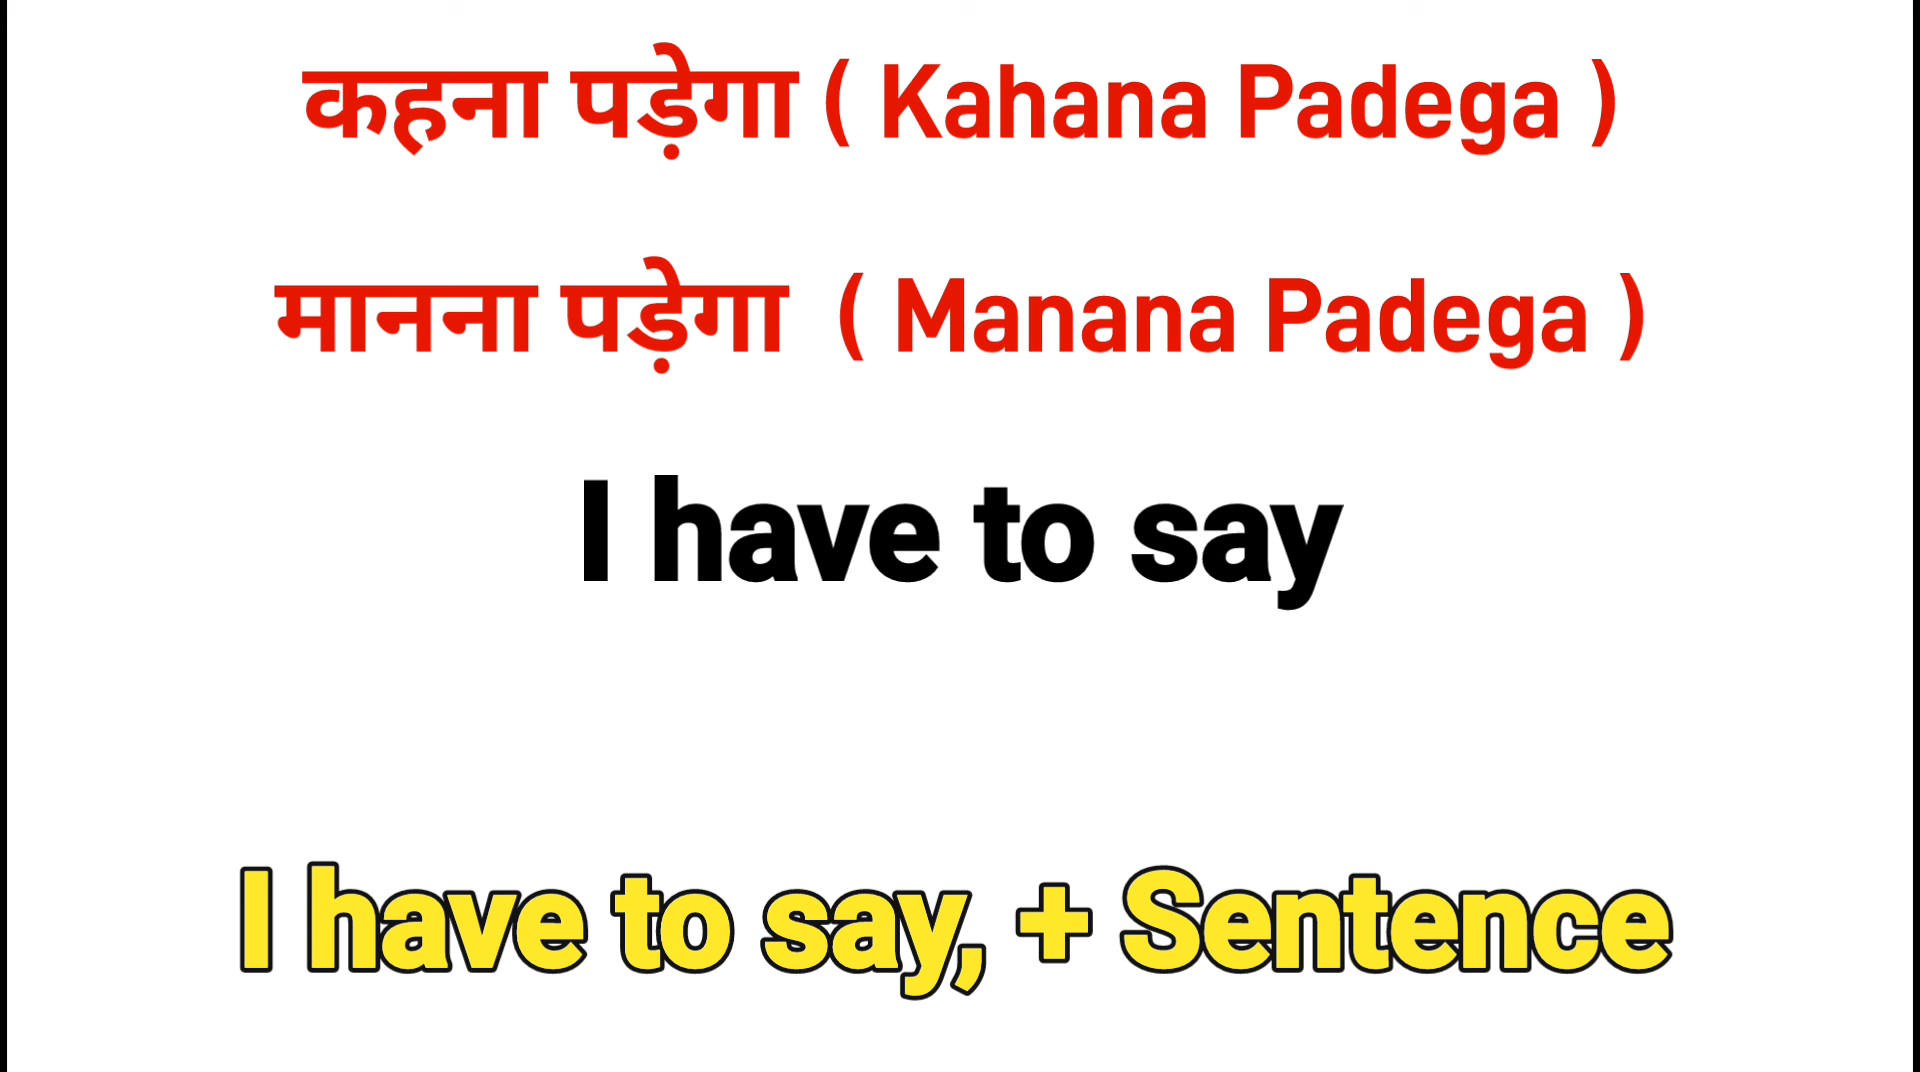 कहना पड़ेगा ( Kahana Padega )
मानना पड़ेगा ( Manana Padega )
I have to say
I have to say, + Sentence